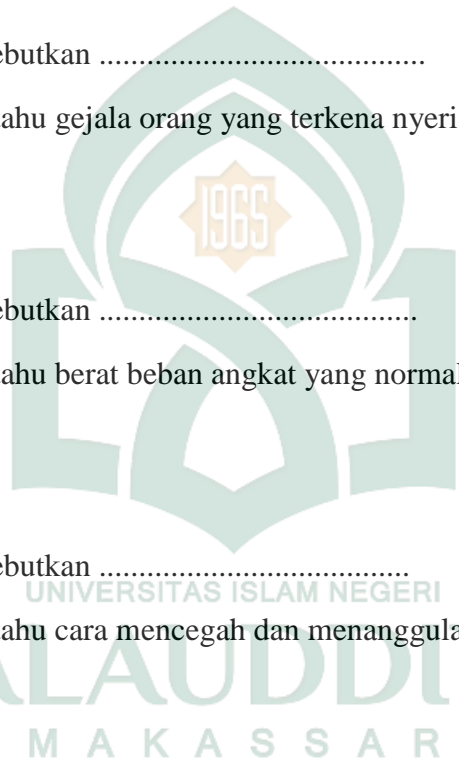 ebutkan ...................................
ahu gejala orang yang terkena nyeri
1965
ebutkan ..................................
ahu berat beban angkat yang normal
ebutkan .................................
UNIVERSITAS ISLAM NEGERI
ahu cara mencegah dan menanggula
ALAUDDI
MAKASSAR